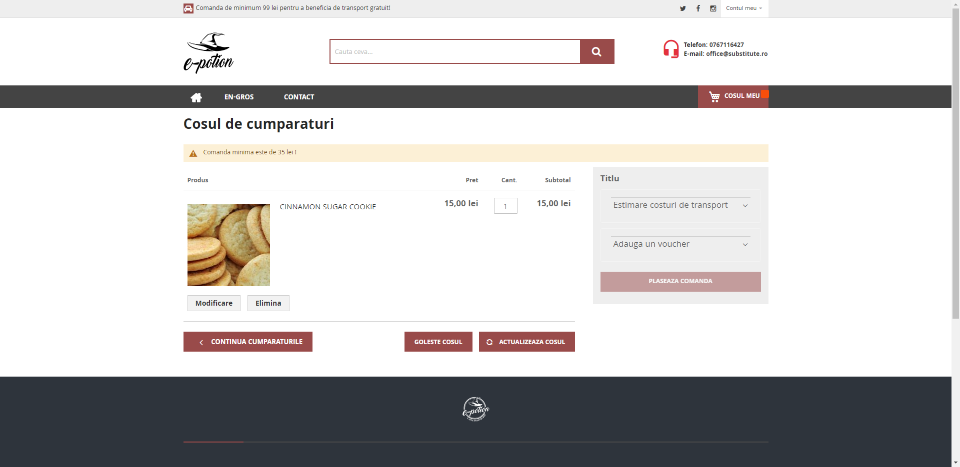 Comanda de minimum 99 lei pentru a beneficia de transport gratuit!
Contul meu
e-potion
Cauta ceva...
Telefon: 0767116427
E-mail: office@substitute.ro
EN-GROS
CONTACT
COSUL MEU
Cosul de cumparaturi
Comanda minima este de 35 lei !
Produs
Pret
Cant.
Subtotal
CINNAMON SUGAR COOKIE
15,00 lei
1
15,00 lei
Modificare
Elimina
Titlu
Estimare costuri de transport
Adauga un voucher
PLASEAZA COMANDA
CONTINUA CUMPARATURILE
GOLESTE COSUL
ACTUALIZEAZA COSUL
e-potion